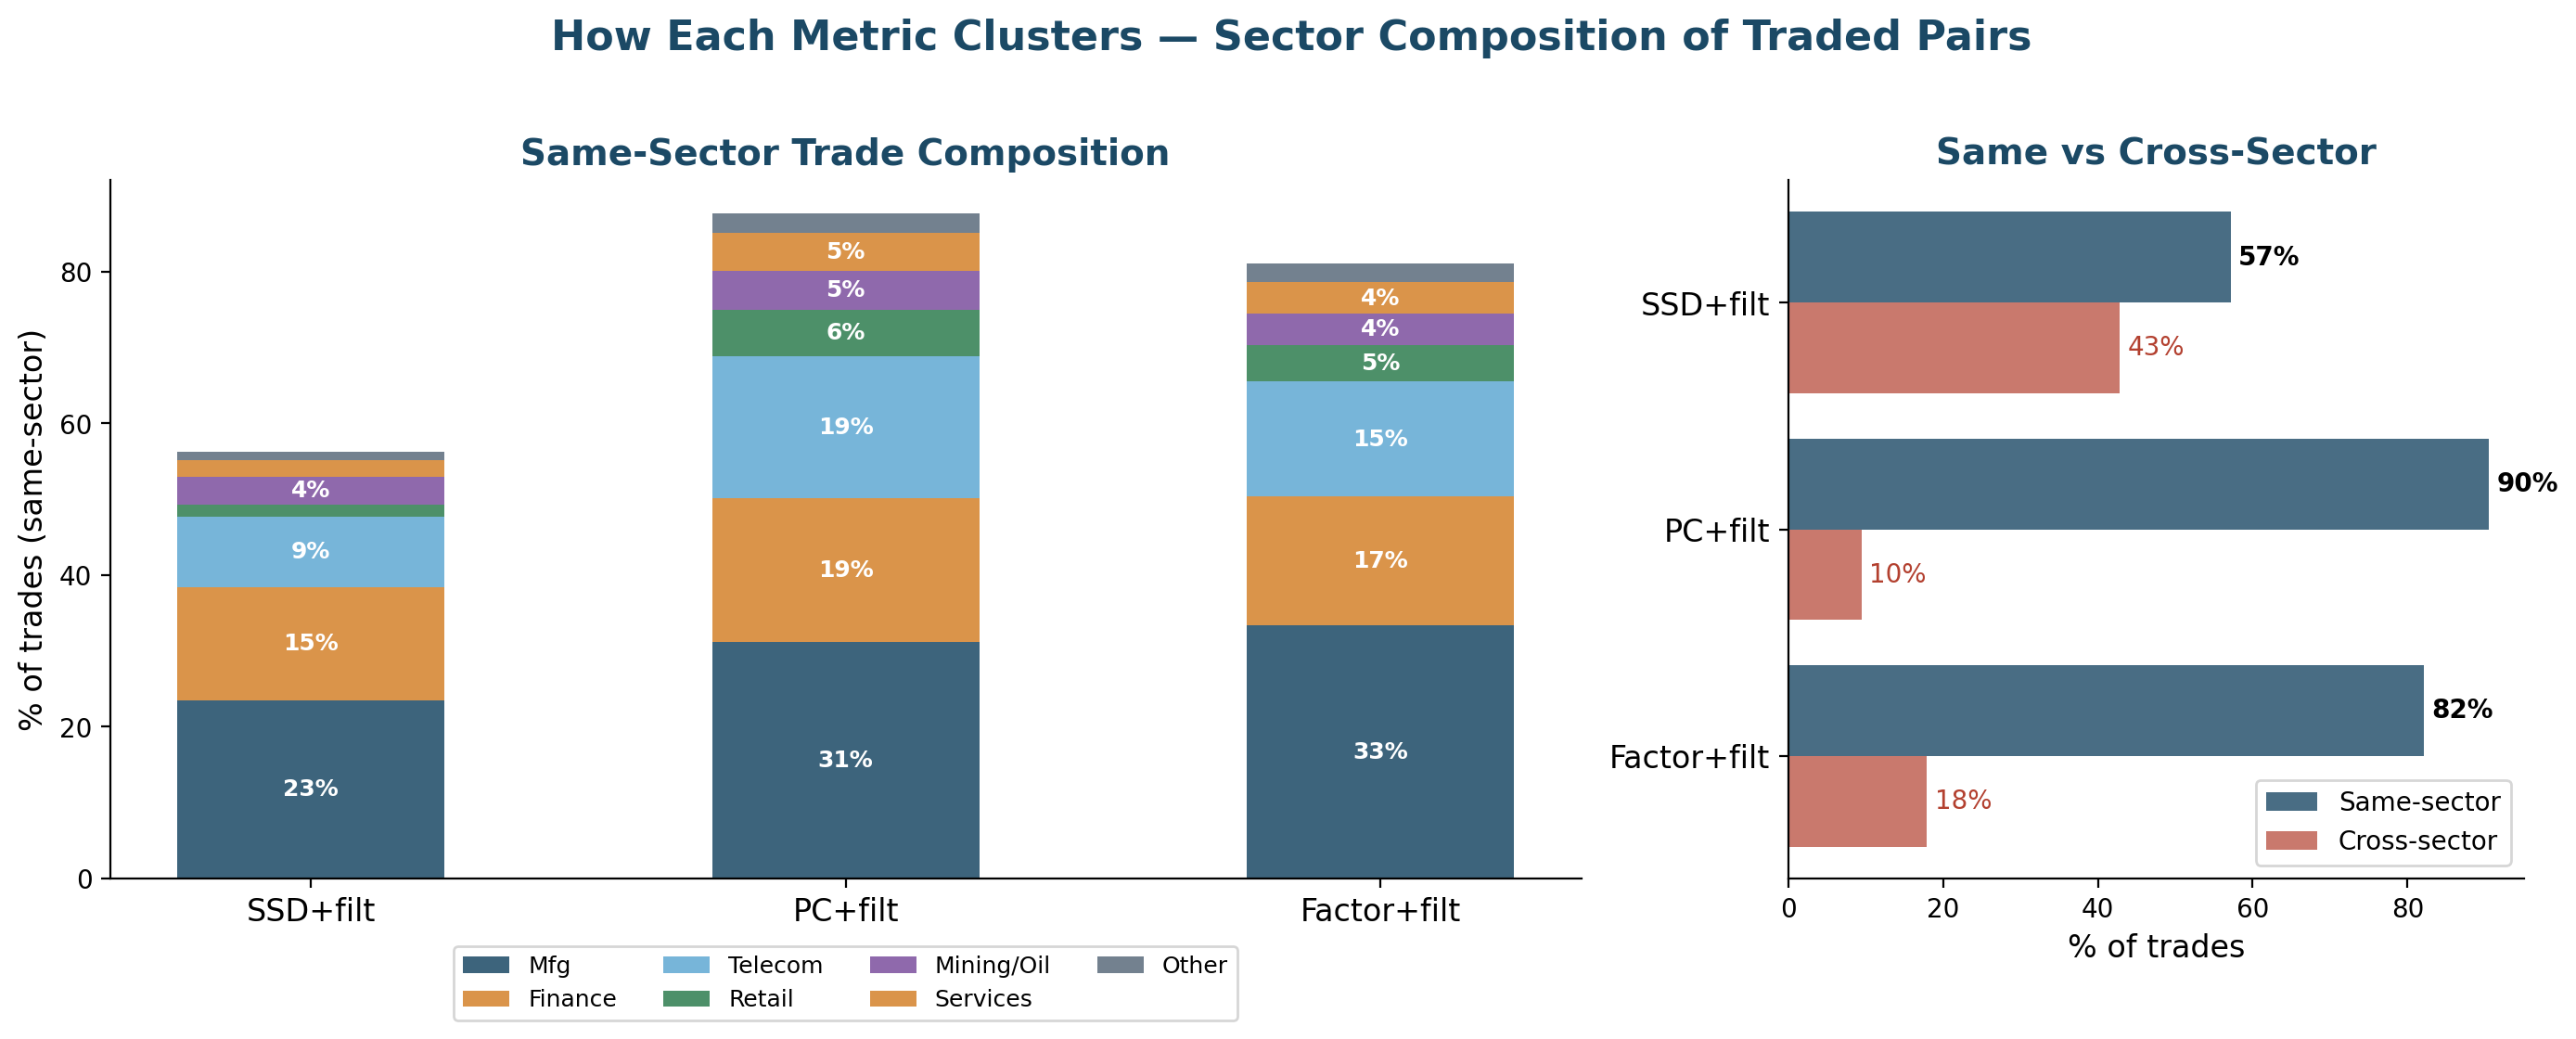 How Each Metric Clusters — Sector Composition of Traded Pairs
Same-Sector Trade Composition
% of trades (same-sector)
80
60
40
20
0
4%
9%
15%
23%
5%
5%
6%
19%
19%
31%
4%
4%
5%
15%
17%
33%
SSD+filt
PC+filt
Factor+filt
Mfg
Finance
Telecom
Retail
Mining/Oil
Services
Other
Same vs Cross-Sector
SSD+filt
57%
43%
PC+filt
90%
10%
Factor+filt
82%
18%
Same-sector
Cross-sector
0 20 40 60 80
% of trades